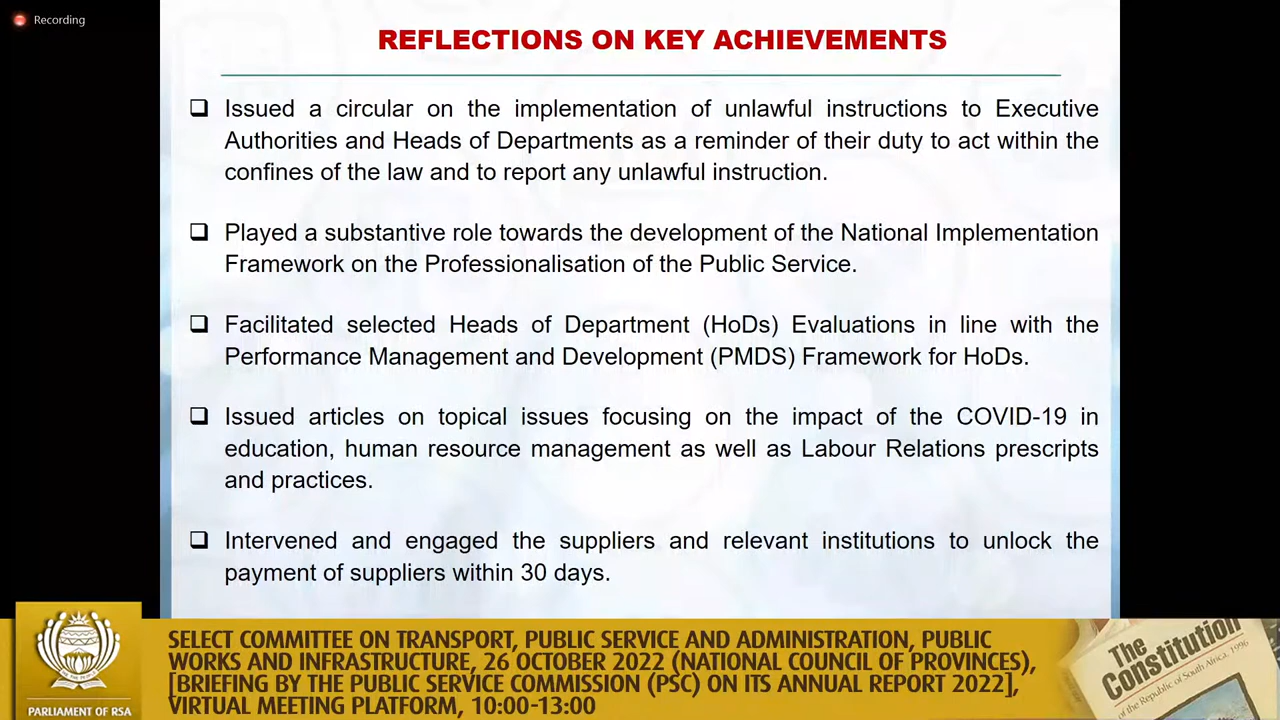 Recording
REFLECTIONS ON KEY ACHIEVEMENTS
❑ Issued a circular on the implementation of unlawful instructions to Executive
Authorities and Heads of Departments as a reminder of their duty to act within the
confines of the law and to report any unlawful instruction.
❑ Played a substantive role towards the development of the National Implementation
Framework on the Professionalisation of the Public Service.
❑ Facilitated selected Heads of Department (HoDs) Evaluations in line with the
Performance Management and Development (PMDS) Framework for HoDs.
❑ Issued articles on topical issues focusing on the impact of the COVID-19 in
education, human resource management as well as Labour Relations prescripts
and practices.
❑ Intervened and engaged the suppliers and relevant institutions to unlock the
payment of suppliers within 30 days.
SELECT COMMITTEE ON TRANSPORT, PUBLIC SERVICE AND ADMINISTRATION, PUBLIC
WORKS AND INFRASTRUCTURE, 26 OCTOBER 2022 (NATIONAL COUNCIL OF PROVINCES),
[BRIEFING BY THE PUBLIC SERVICE COMMISSION (PSC) ON ITS ANNUAL REPORT 2022],
VIRTUAL MEETING PLATFORM, 10:00-13:00
PARLIAMENT OF RSA
The
Constitution
of the Republic of South Africa, 1996